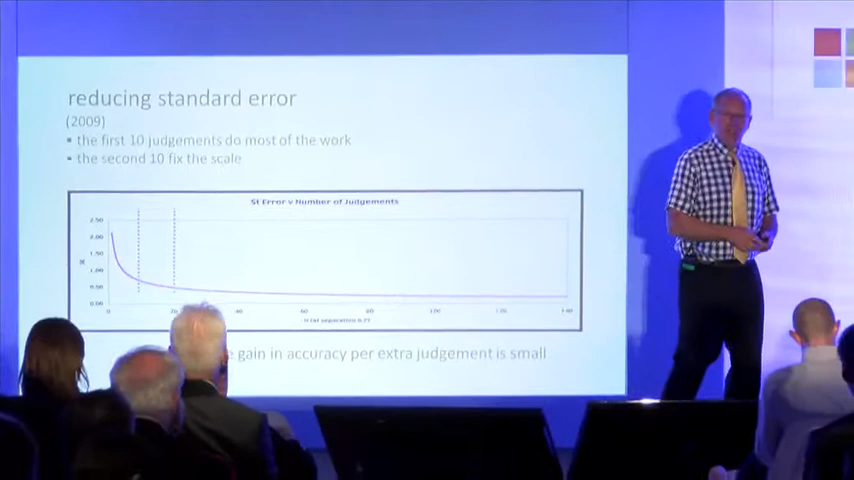 reducing standard error
(2009)
▪ the first 10 judgements do most of the work
▪ the second 10 fix the scale
St Error v Number of Judgements
2.50
2.00
1.50
1.00
0.50
0.00
SE
0 20 40 60 80 100 120 140
gain in accuracy per extra judgement is small